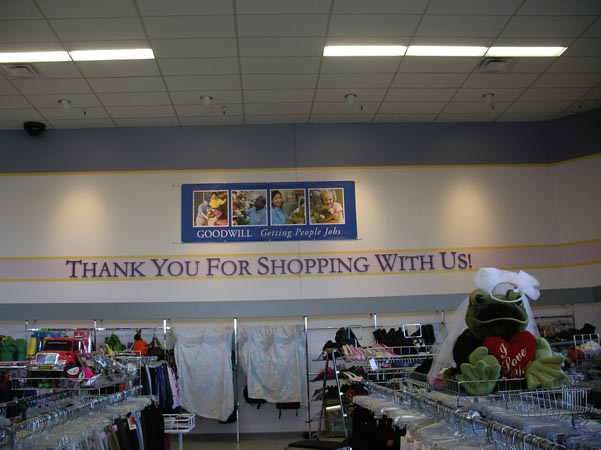 GOODWILL Getting People Jobs
THANK YOU FOR SHOPPING WITH US!
I
Love